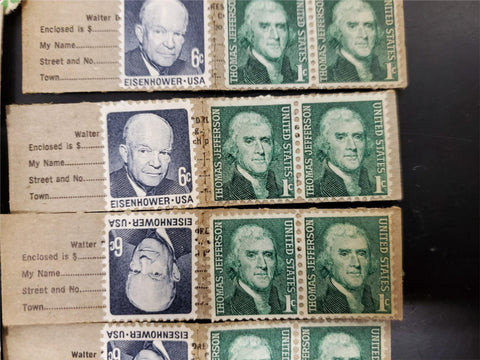 Walter
Enclosed is $
My Name
Street and No.
Town
6c
EISENHOWER·USA
THOMAS JEFFERSON
UNITED STATES
1c
THOMAS JEFFERSON
UNITED STATES
1c
Walter
Enclosed is $
My Name
Street and No.
Town
6c
EISENHOWER·USA
THOMAS JEFFERSON
UNITED STATES
1c
THOMAS JEFFERSON
UNITED STATES
1c
Walter
Enclosed is $
My Name
Street and No.
Town
EISENHOWER·USA
6c
THOMAS JEFFERSON
UNITED STATES
1c
THOMAS JEFFERSON
UNITED STATES
1c
Walter
EISENHOWER·USA
6c